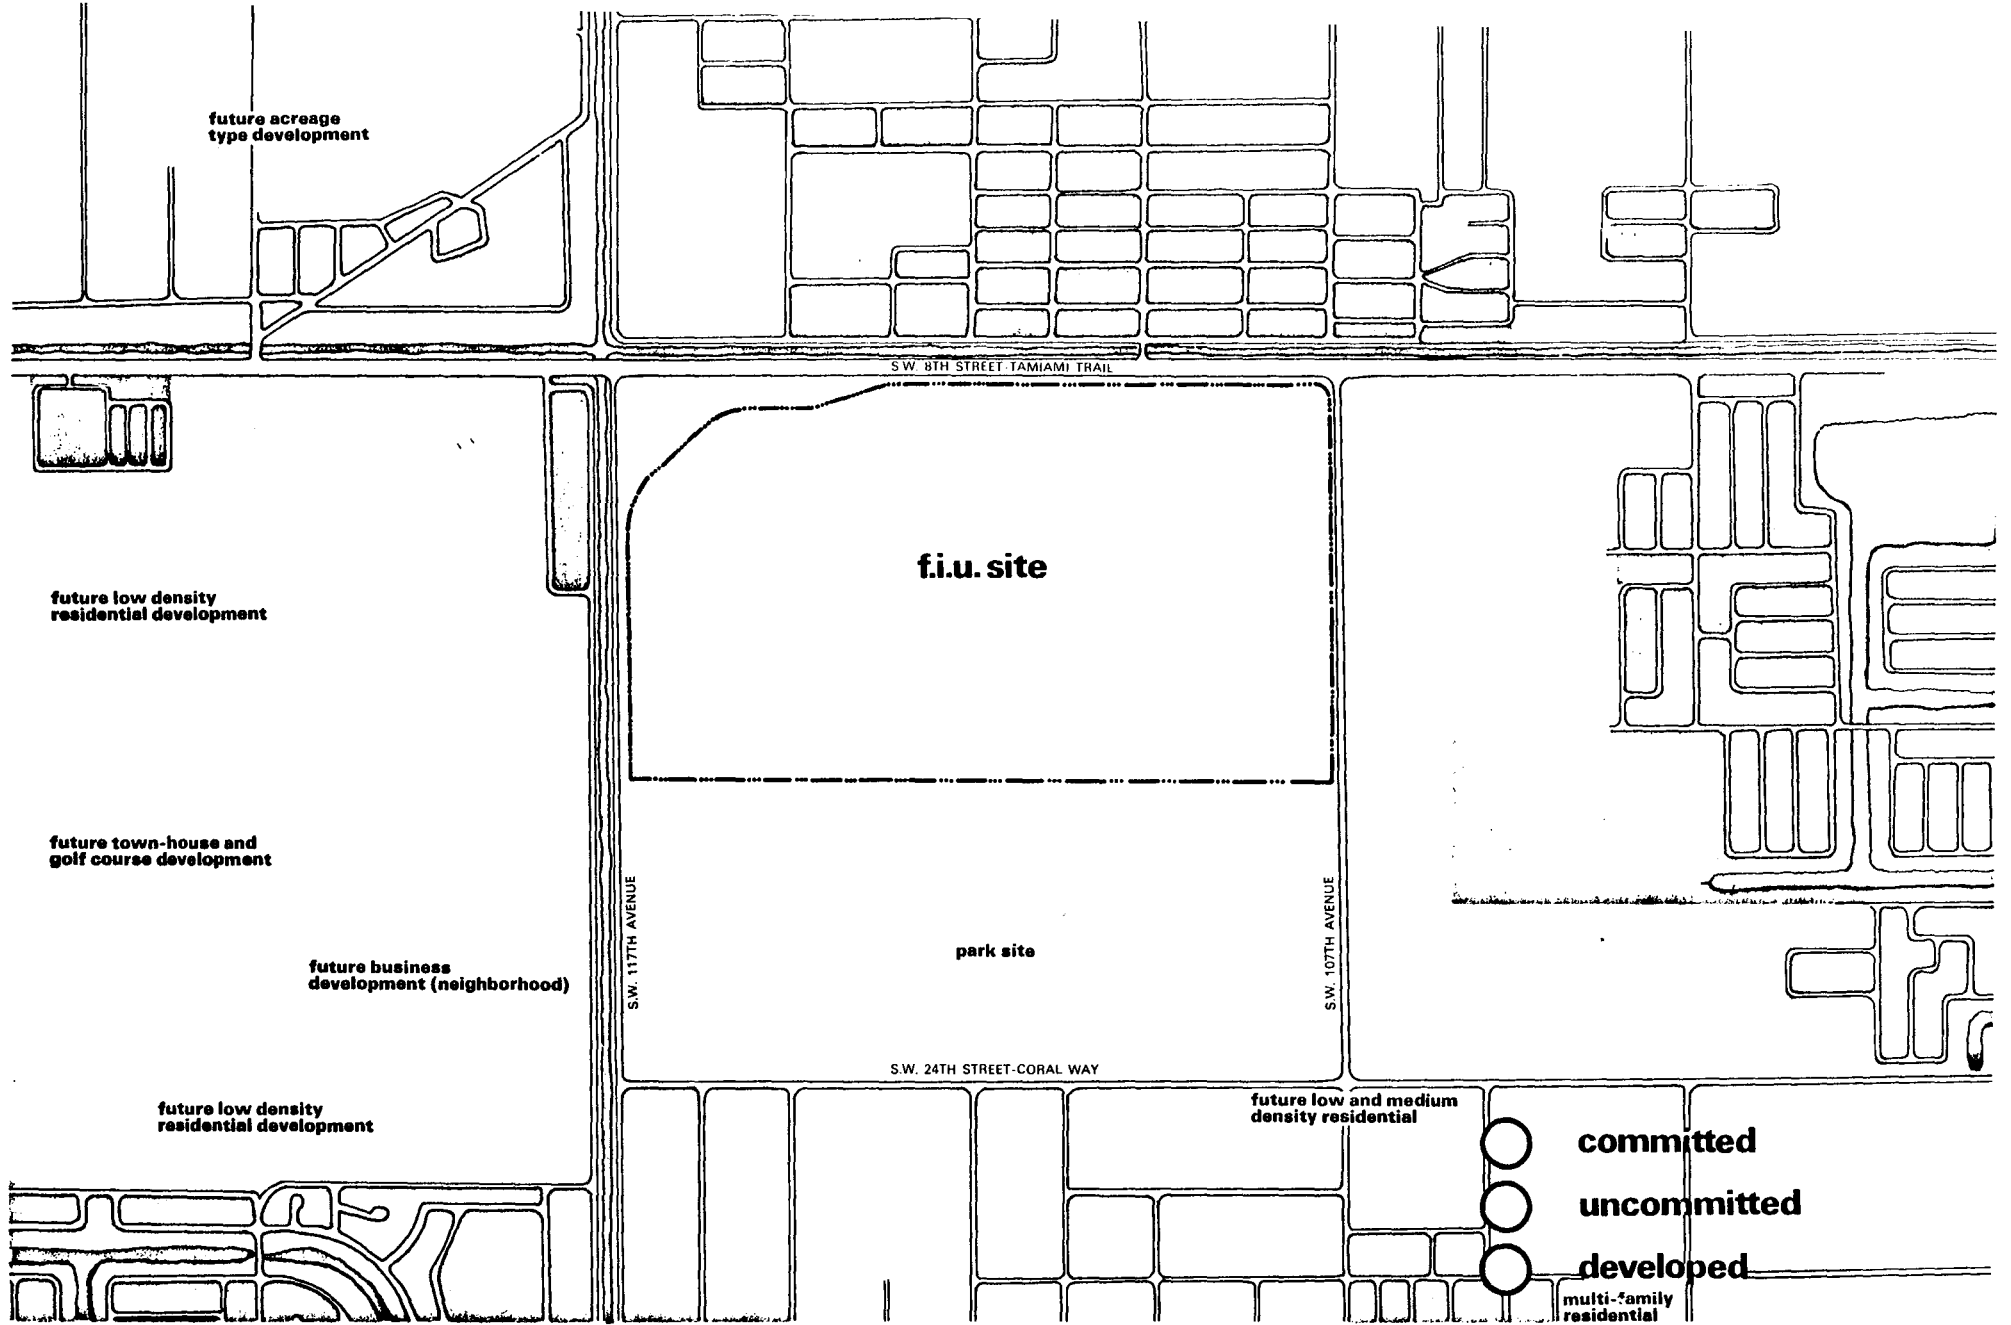 future acreage
type development
S.W. 8TH STREET-TAMIAMI TRAIL
f.i.u. site
future low density
residential development
future town-house and
golf course development
S.W. 117TH AVENUE
S.W. 107TH AVENUE
park site
future business
development (neighborhood)
S.W. 24TH STREET-CORAL WAY
future low density
residential development
future low and medium
density residential
committed
uncommitted
developed
multi-family
residential